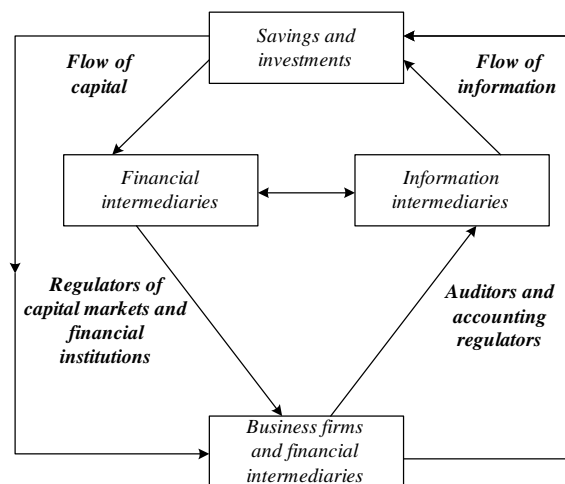 Savings and
investments
Flow of
capital
Flow of
information
Financial
intermediaries
Information
intermediaries
Regulators of
capital markets and
financial
institutions
Auditors and
accounting
regulators
Business firms
and financial
intermediaries